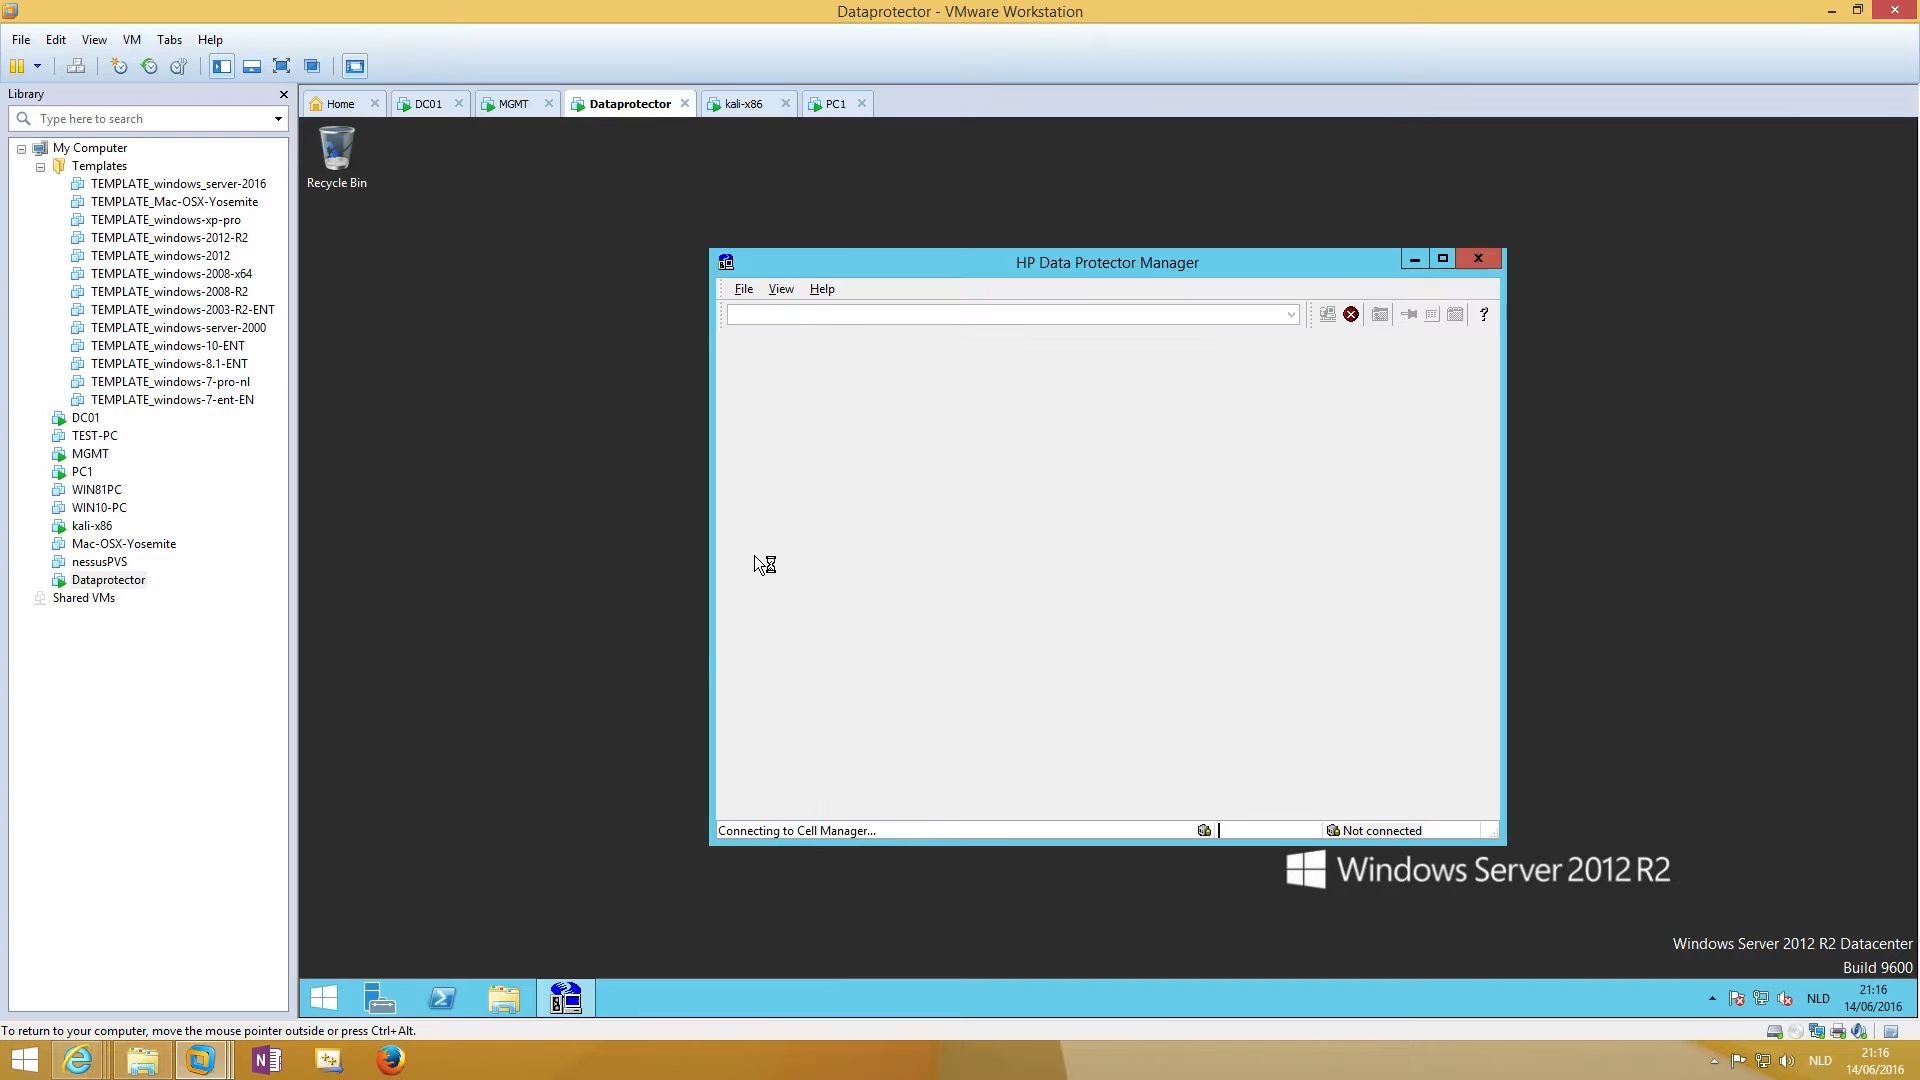 Dataprotector - VMware Workstation
File Edit View VM Tabs Help
Library
Type here to search
My Computer
Templates
TEMPLATE_windows_server-2016
TEMPLATE_Mac-OSX-Yosemite
TEMPLATE_windows-xp-pro
TEMPLATE_windows-2012-R2
TEMPLATE_windows-2012
TEMPLATE_windows-2008-x64
TEMPLATE_windows-2008-R2
TEMPLATE_windows-2003-R2-ENT
TEMPLATE_windows-server-2000
TEMPLATE_windows-10-ENT
TEMPLATE_windows-8.1-ENT
TEMPLATE_windows-7-pro-nl
TEMPLATE_windows-7-ent-EN
DC01
TEST-PC
MGMT
PC1
WIN81PC
WIN10-PC
kali-x86
Mac-OSX-Yosemite
nessusPVS
Dataprotector
Shared VMs
Home DC01 MGMT Dataprotector kali-x86 PC1
Recycle Bin
HP Data Protector Manager
File View Help
Connecting to Cell Manager... Not connected
Windows Server 2012 R2
Windows Server 2012 R2 Datacenter
Build 9600
NLD 21:16
14/06/2016
To return to your computer, move the mouse pointer outside or press Ctrl+Alt.
NLD 21:16
14/06/2016